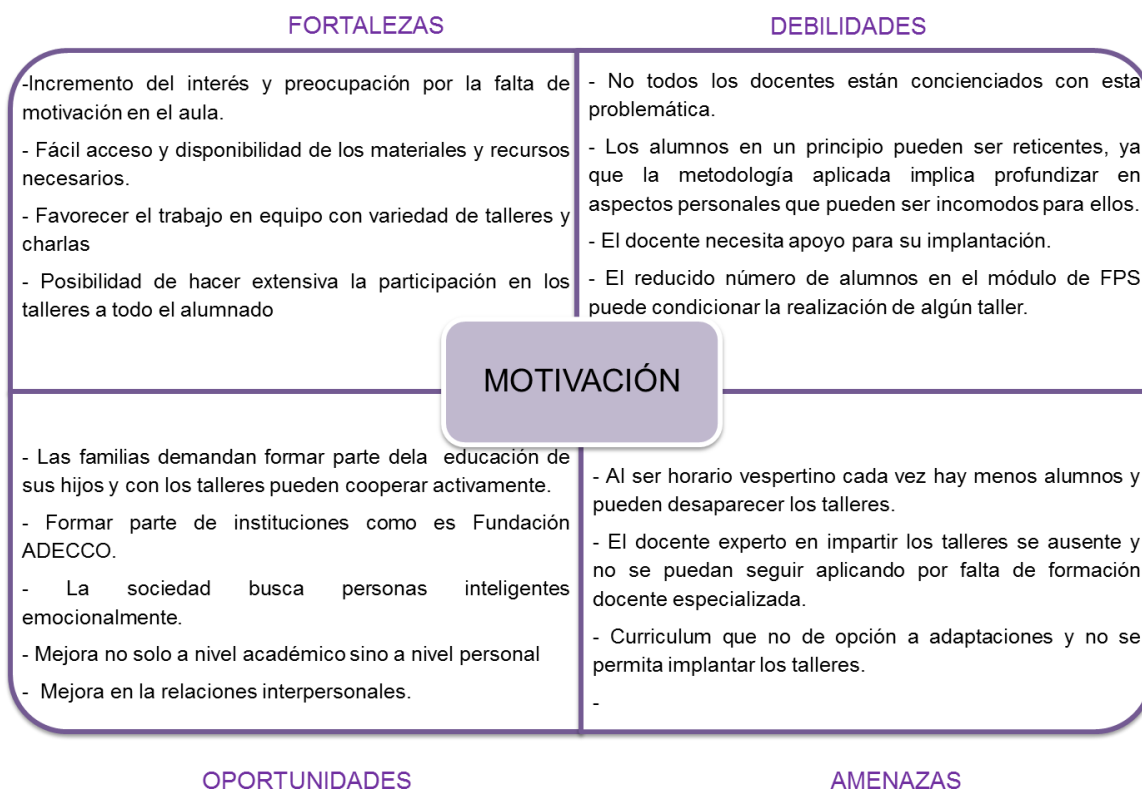 FORTALEZAS
-Incremento del interés y preocupación por la falta de
motivación en el aula.
- Fácil acceso y disponibilidad de los materiales y recursos
necesarios.
- Favorecer el trabajo en equipo con variedad de talleres y
charlas
- Posibilidad de hacer extensiva la participación en los
talleres a todo el alumnado
DEBILIDADES
- No todos los docentes están concienciados con esta
problemática.
- Los alumnos en un principio pueden ser reticentes, ya
que la metodología aplicada implica profundizar en
aspectos personales que pueden ser incomodos para ellos.
- El docente necesita apoyo para su implantación.
- El reducido número de alumnos en el módulo de FPS
puede condicionar la realización de algún taller.
MOTIVACIÓN
- Las familias demandan formar parte dela educación de
sus hijos y con los talleres pueden cooperar activamente.
- Formar parte de instituciones como es Fundación
ADECCO.
- La sociedad busca personas inteligentes
emocionalmente.
- Mejora no solo a nivel académico sino a nivel personal
- Mejora en la relaciones interpersonales.
OPORTUNIDADES
- Al ser horario vespertino cada vez hay menos alumnos y
pueden desaparecer los talleres.
- El docente experto en impartir los talleres se ausente y
no se puedan seguir aplicando por falta de formación
docente especializada.
- Curriculum que no de opción a adaptaciones y no se
permita implantar los talleres.
-
AMENAZAS